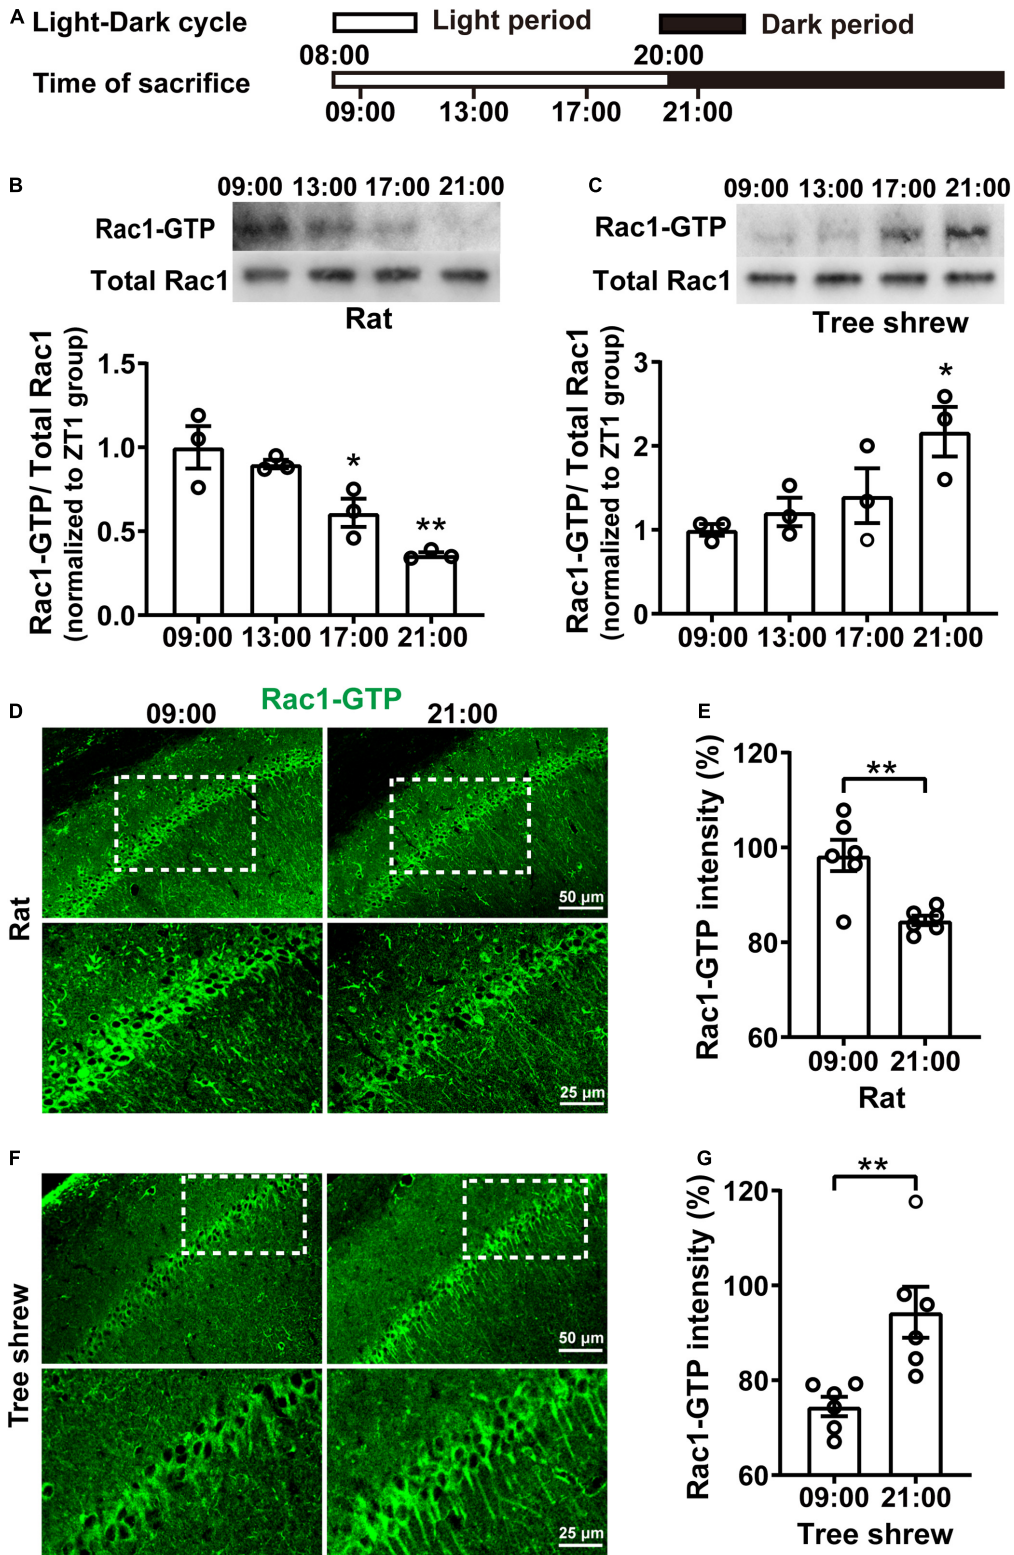 A
Light-Dark cycle Light period Dark period
08:00 20:00
Time of sacrifice
09:00 13:00 17:00 21:00
B
09:00 13:00 17:00 21:00
Rac1-GTP
Total Rac1
Rat
Rac1-GTP/ Total Rac1
(normalized to ZT1 group)
1.5
1.0
0.5
0.0
*
**
09:00 13:00 17:00 21:00
C
09:00 13:00 17:00 21:00
Rac1-GTP
Total Rac1
Tree shrew
Rac1-GTP/ Total Rac1
(normalized to ZT1 group)
3
2
1
0
*
09:00 13:00 17:00 21:00
D
Rac1-GTP
09:00 21:00
Rat
50 µm
25 µm
E
Rac1-GTP intensity (%)
120
100
80
60
**
09:00 21:00
Rat
F
Tree shrew
50 µm
25 µm
G
Rac1-GTP intensity (%)
120
100
80
60
**
09:00 21:00
Tree shrew